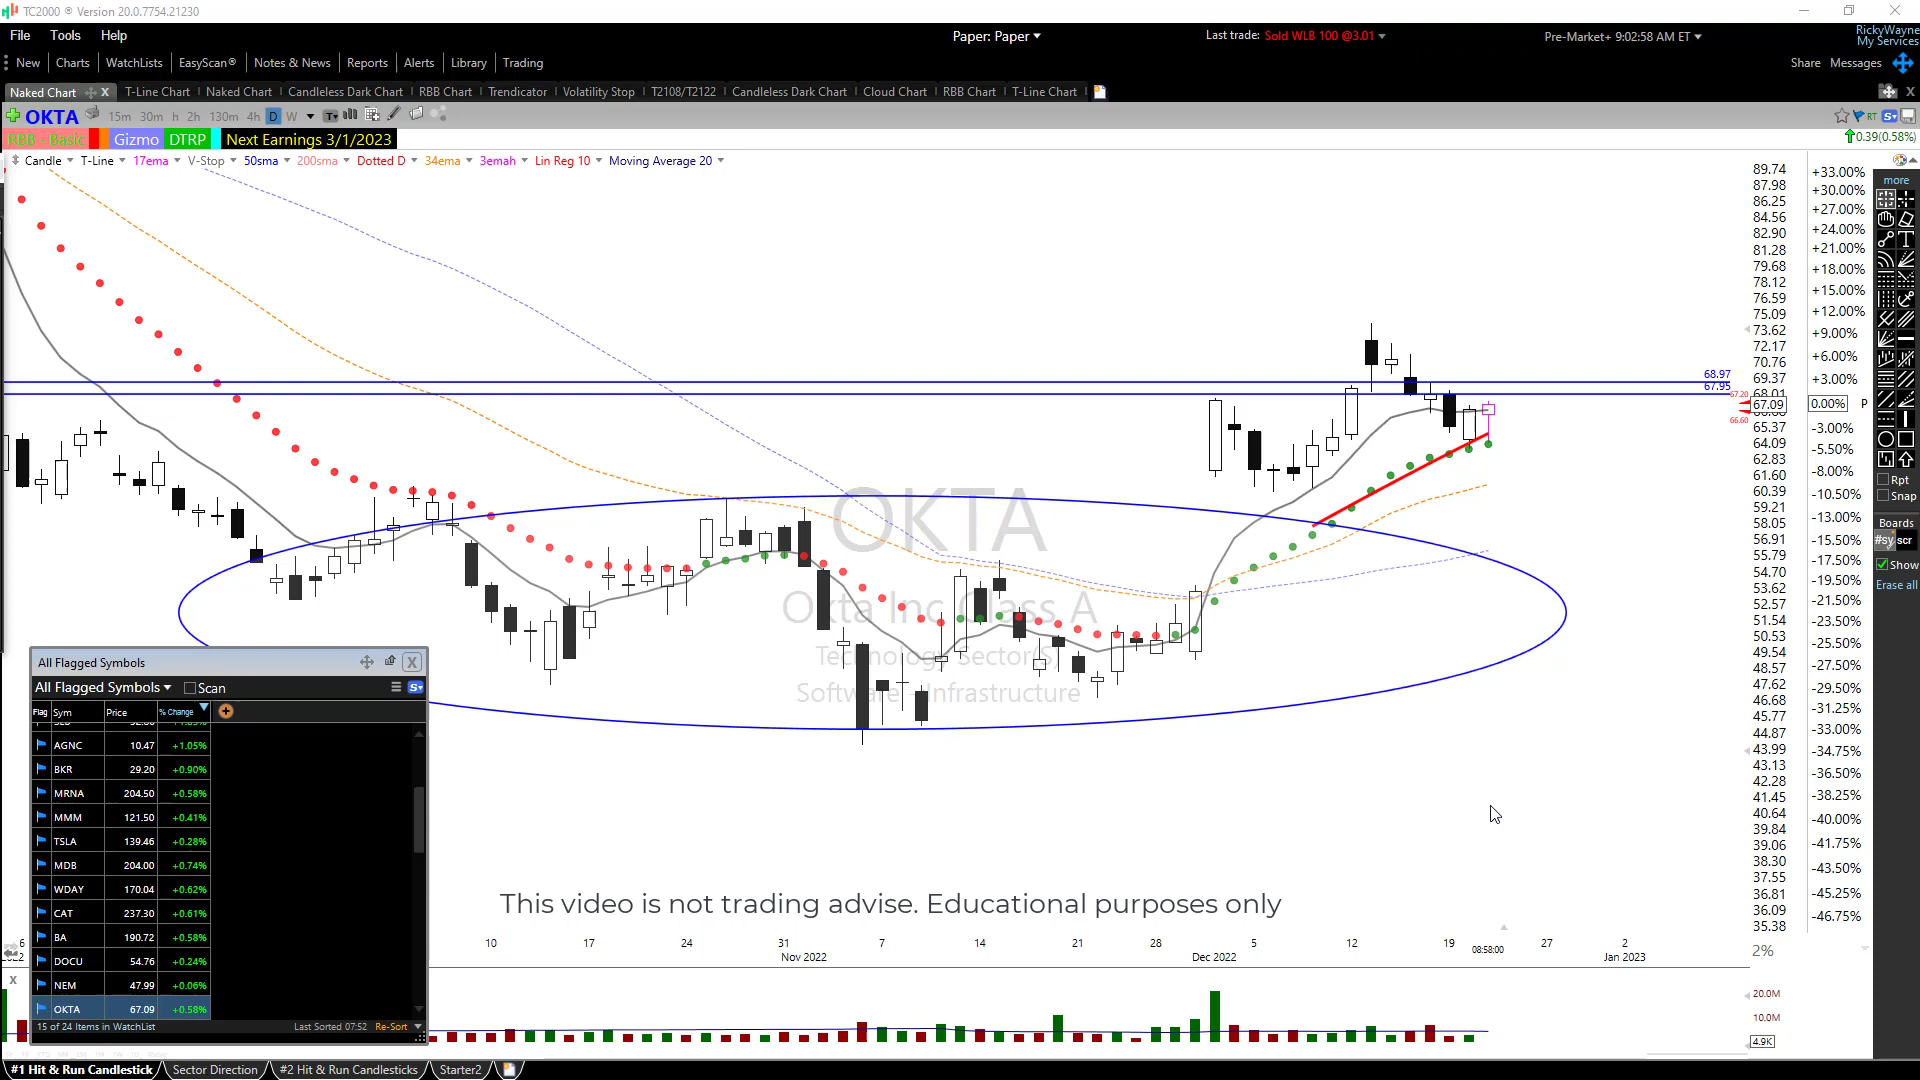 TC2000 ® Version 20.0.7754.21230
File Tools Help
Paper: Paper
Last trade: Sold WLB 100 @3.01
Pre-Market+ 9:02:58 AM ET
RickyWayne
My Services
New Charts WatchLists EasyScan® Notes & News Reports Alerts Library Trading
Share Messages
Naked Chart X T-Line Chart Naked Chart Candleless Dark Chart RBB Chart Trendicator Volatility Stop T2108/T2122 Candleless Dark Chart Cloud Chart RBB Chart T-Line Chart
OKTA 15m 30m h 2h 130m 4h D W
RT
RBB - Basic Gizmo DTRP Next Earnings 3/1/2023
0.39(0.58%)
Candle T-Line 17ema V-Stop 50sma 200sma Dotted D 34ema 3emah Lin Reg 10 Moving Average 20
89.74 +33.00%
87.98 +30.00%
86.25 +27.00%
84.56 +24.00%
82.90
81.28 +21.00%
79.68 +18.00%
78.12
76.59 +15.00%
75.09 +12.00%
73.62 +9.00%
72.17
70.76 +6.00%
69.37 +3.00%
68.97
67.95
67.20
68.01
67.09 0.00% P
66.60
65.37 -3.00%
64.09 -5.50%
62.83
61.60 -8.00%
60.39 -10.50%
59.21
58.05 -13.00%
56.91 -15.50%
55.79 -17.50%
54.70 -19.50%
53.62
52.57 -21.50%
51.54 -23.50%
50.53 -25.50%
49.54
48.57 -27.50%
47.62 -29.50%
46.68
45.77 -31.25%
44.87 -33.00%
43.99 -34.75%
43.13
42.28 -36.50%
41.45 -38.25%
40.64 -40.00%
39.84
39.06 -41.75%
38.30 -43.50%
37.55
36.81 -45.25%
36.09 -46.75%
35.38
2%
more
Rpt
Snap
Boards
scr
Show
Erase all
OKTA
Okta Inc Class A
Technology Sector(S)
Software - Infrastructure
All Flagged Symbols X
All Flagged Symbols Scan
Flag Sym Price % Change
AGNC 10.47 +1.05%
BKR 29.20 +0.90%
MRNA 204.50 +0.58%
MMM 121.50 +0.41%
TSLA 139.46 +0.28%
MDB 204.00 +0.74%
WDAY 170.04 +0.62%
CAT 237.30 +0.61%
BA 190.72 +0.58%
DOCU 54.76 +0.24%
NEM 47.99 +0.06%
OKTA 67.09 +0.58%
15 of 24 Items in WatchList Last Sorted 07:52 Re-Sort
This video is not trading advise. Educational purposes only
6 10 17 24 31 7 14 21 28 5 12 19 08:58:00 27 2
Nov 2022 Dec 2022 Jan 2023
20.0M
10.0M
4.9K
#1 Hit & Run Candlestick Sector Direction #2 Hit & Run Candlesticks Starter2